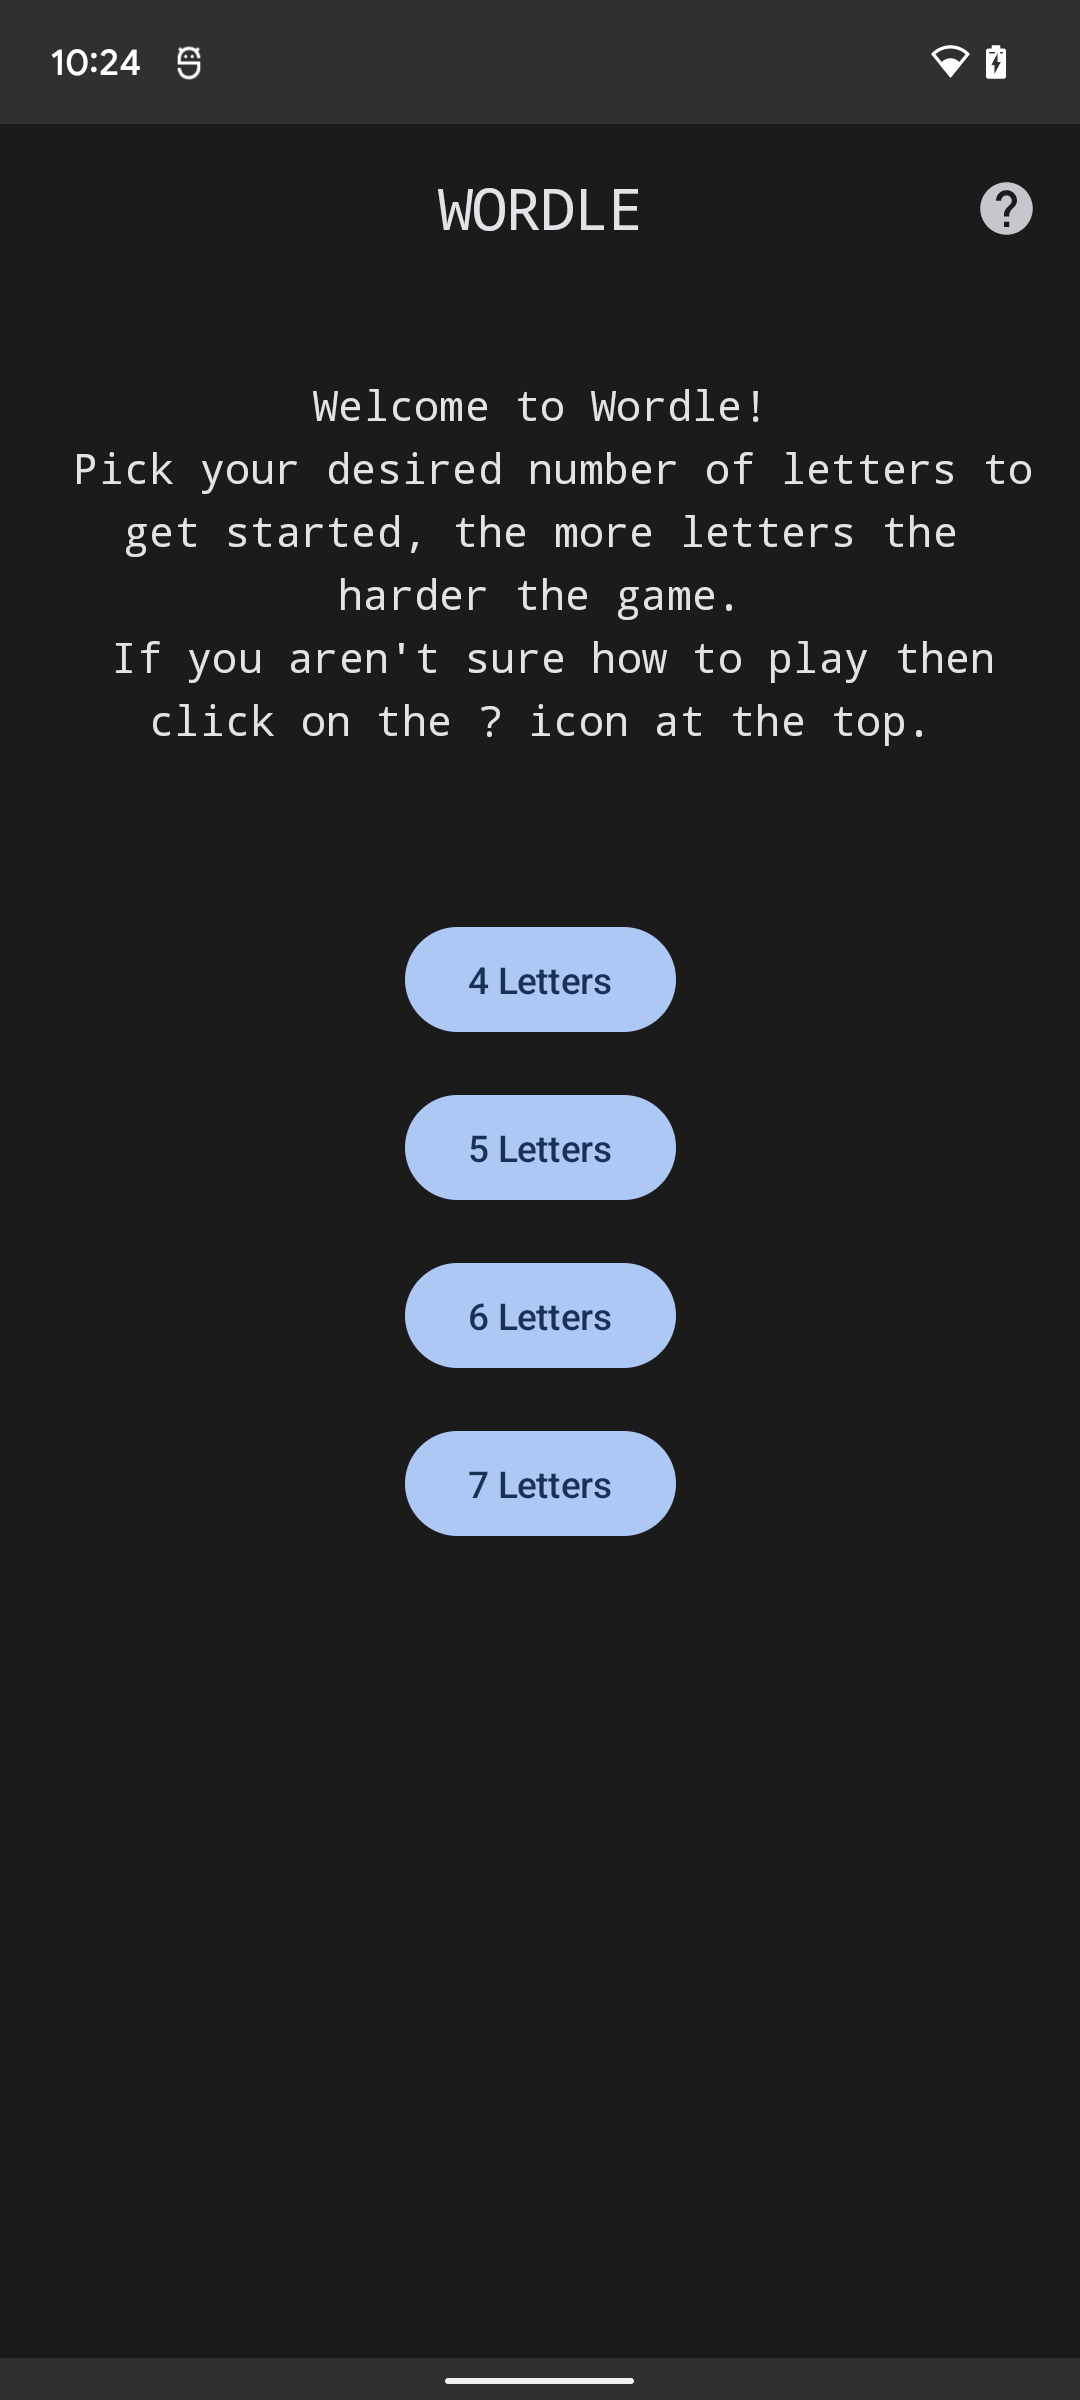 10:24
WORDLE
?
Welcome to Wordle!
Pick your desired number of letters to
get started, the more letters the
harder the game.
If you aren't sure how to play then
click on the ? icon at the top.
4 Letters
5 Letters
6 Letters
7 Letters